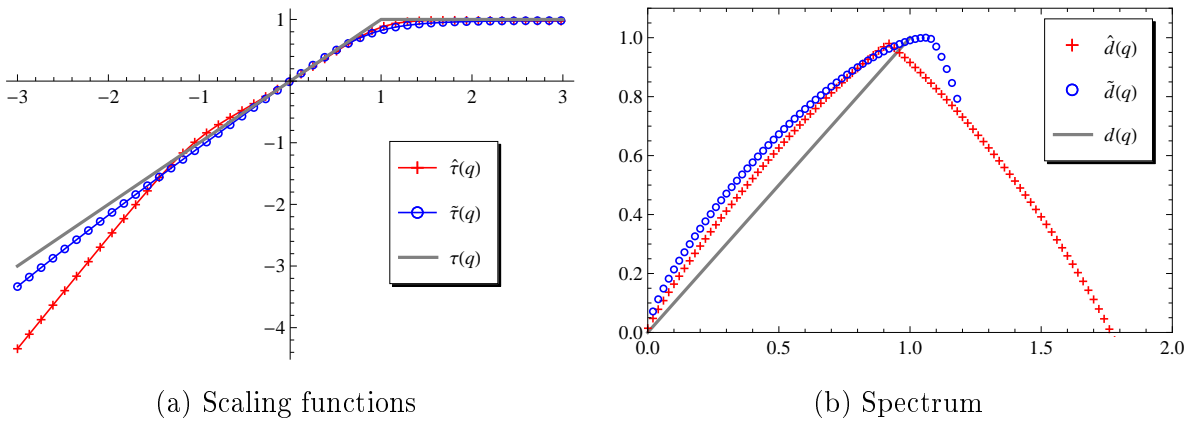 1
−3
−2
−1
1
2
3
−1
−2
−3
−4
τ̂(q)
τ̃(q)
τ(q)
(a) Scaling functions
1.0
0.8
0.6
0.4
0.2
0.0
0.0
0.5
1.0
1.5
2.0
d̂(q)
d̃(q)
d(q)
(b) Spectrum